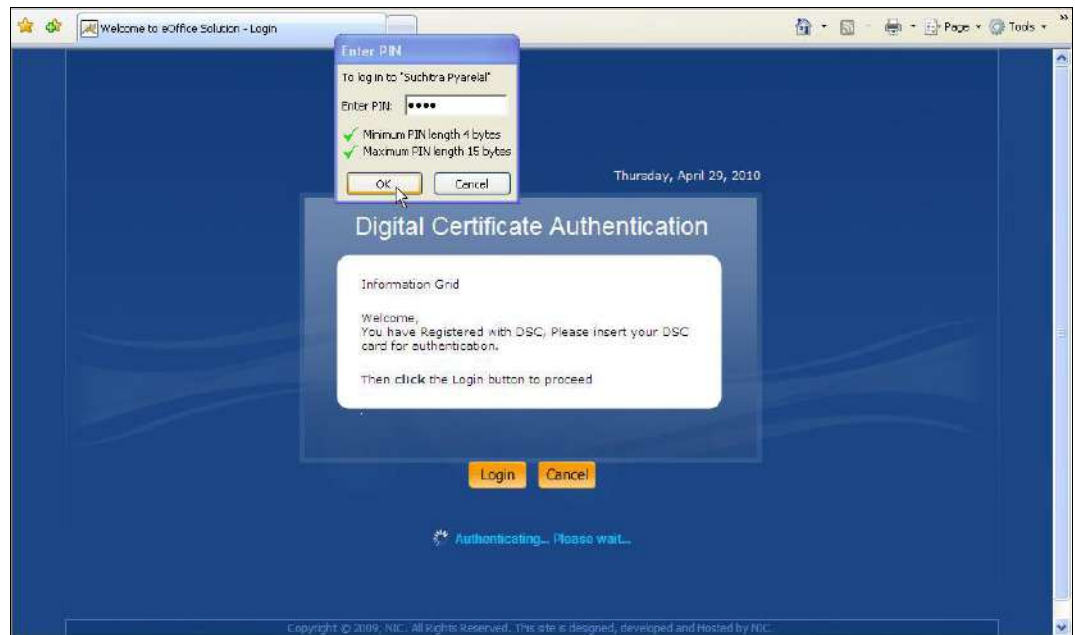 Welcome to eOffice Solution - Login
Page
Tools
Enter PIN
To log in to "Suchitra Pyarelal"
Enter PIN: ••••
Minimum PIN length 4 bytes
Maximum PIN length 15 bytes
OK
Cancel
Thursday, April 29, 2010
Digital Certificate Authentication
Information Grid
Welcome,
You have Registered with DSC, Please insert your DSC
card for authentication.
Then click the Login button to proceed
Login
Cancel
Authenticating... Please wait...
Copyright © 2009, NIC. All Rights Reserved. This site is designed, developed and Hosted by NIC.